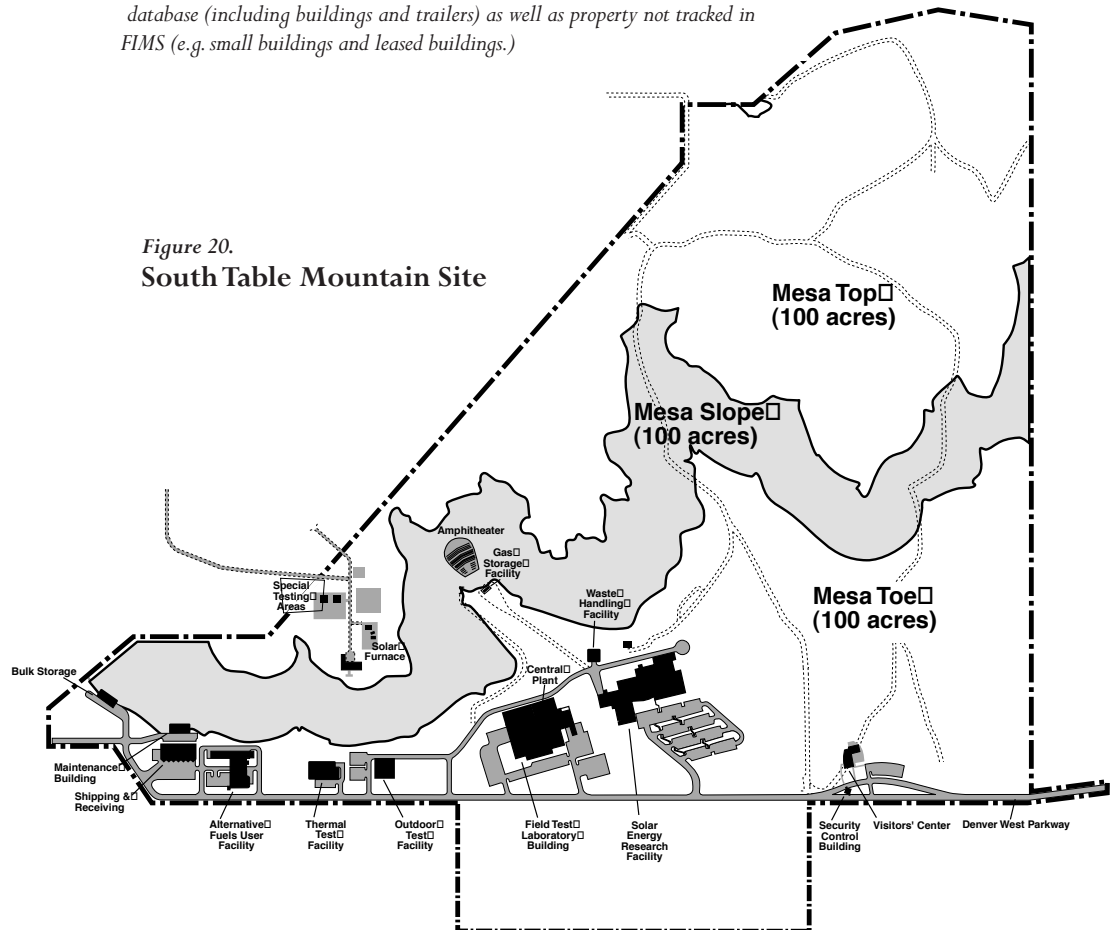 database (including buildings and trailers) as well as property not tracked in
FIMS (e.g. small buildings and leased buildings.)
Figure 20.
South Table Mountain Site
Mesa Top
(100 acres)
Mesa Slope
(100 acres)
Amphitheater
Gas
Storage
Facility
Special
Testing
Areas
Waste
Handling
Facility
Mesa Toe
(100 acres)
Solar
Furnace
Bulk Storage
Central
Plant
Maintenance
Building
Shipping &
Receiving
Alternative
Fuels User
Facility
Thermal
Test
Facility
Outdoor
Test
Facility
Field Test
Laboratory
Building
Solar
Energy
Research
Facility
Security
Control
Building
Visitors' Center
Denver West Parkway